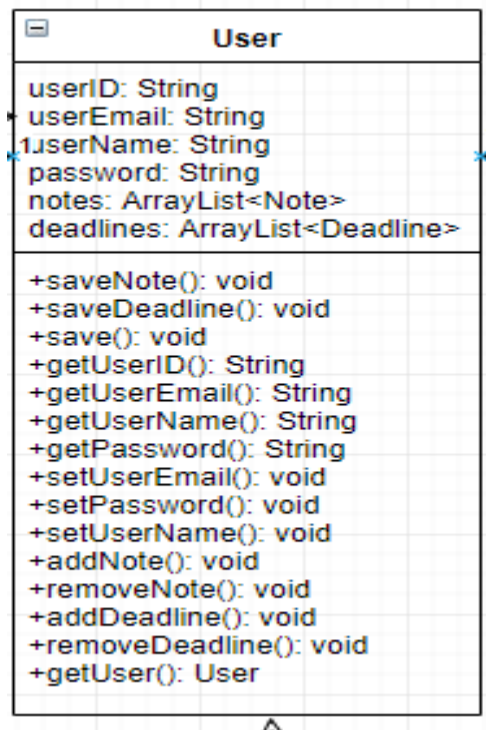 User
userID: String
userEmail: String
1userName: String
password: String
notes: ArrayList<Note>
deadlines: ArrayList<Deadline>
+saveNote(): void
+saveDeadline(): void
+save(): void
+getUserID(): String
+getUserEmail(): String
+getUserName(): String
+getPassword(): String
+setUserEmail(): void
+setPassword(): void
+setUserName(): void
+addNote(): void
+removeNote(): void
+addDeadline(): void
+removeDeadline(): void
+getUser(): User